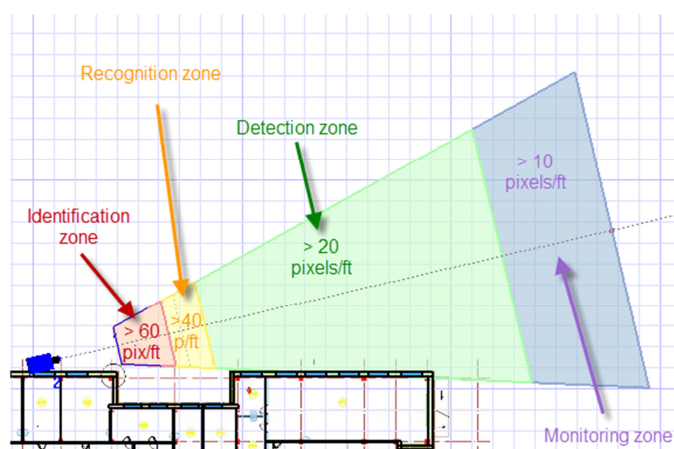 Recognition zone
Detection zone
> 10
pixels/ft
Identification
zone
> 20
pixels/ft
>40
p/ft
> 60
pix/ft
2
Monitoring zone